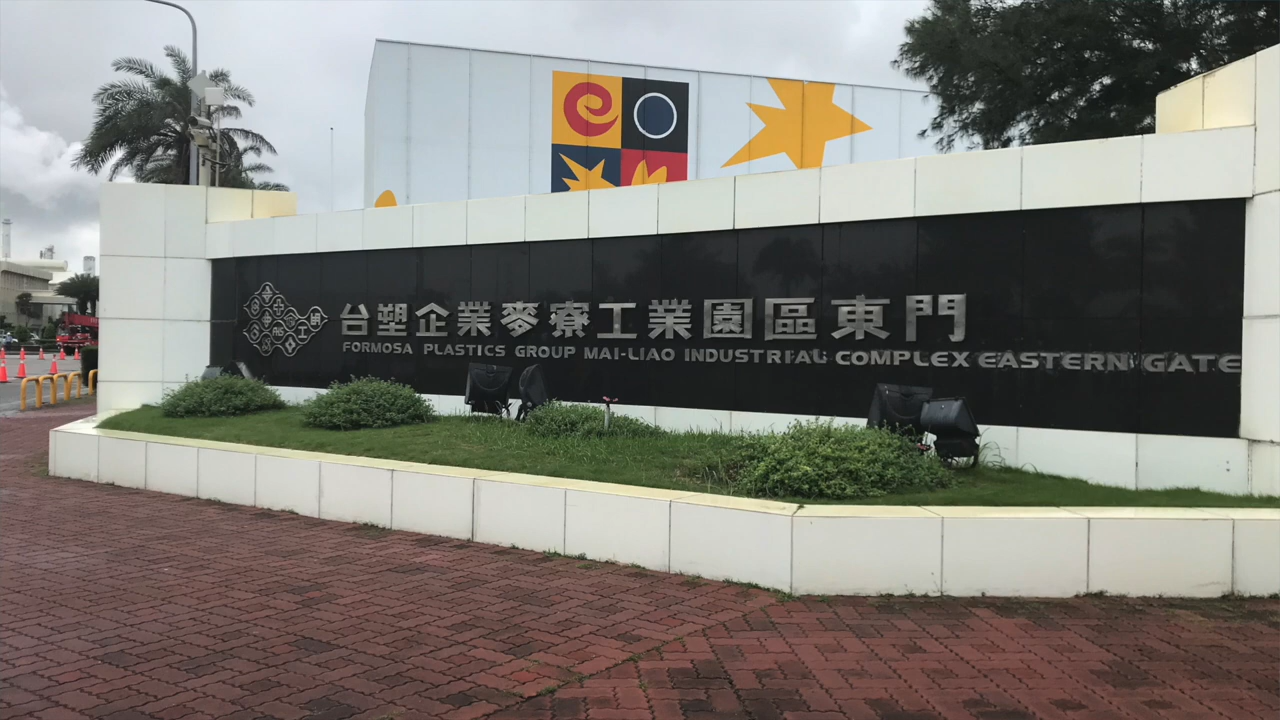 台塑企業麥寮工業園區東門
FORMOSA PLASTICS GROUP MAI-LIAO INDUSTRIAL COMPLEX EASTERN GATE